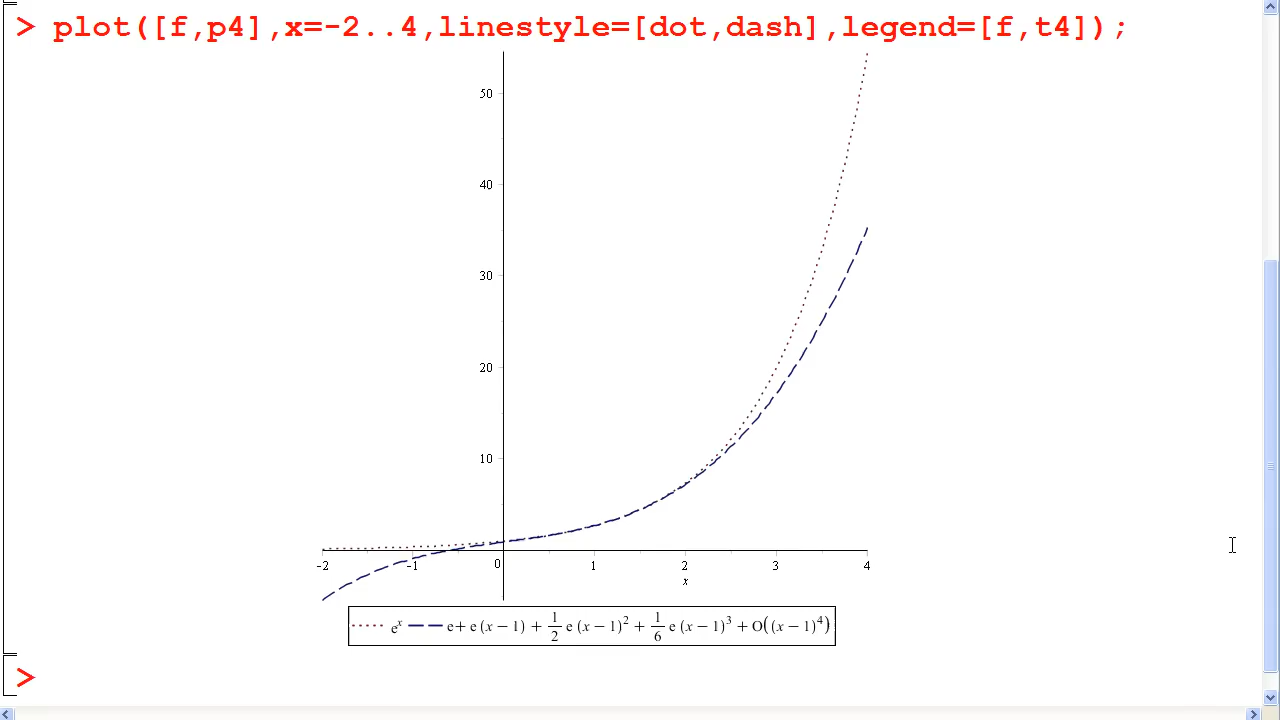 > plot([f,p4],x=-2..4,linestyle=[dot,dash],legend=[f,t4]);
50
40
30
20
10
-2 -1 0 1 2 3 4
x
e^x e + e (x − 1) + 1/2 e (x − 1)^2 + 1/6 e (x − 1)^3 + O((x − 1)^4)
>